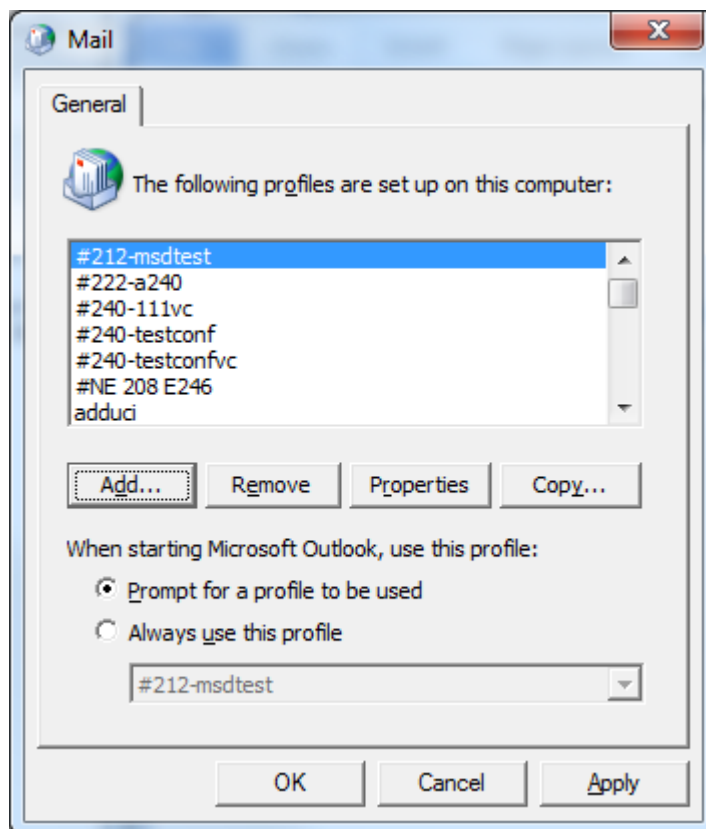 Mail
General
The following profiles are set up on this computer:
#212-msdtest
#222-a240
#240-111vc
#240-testconf
#240-testconfvc
#NE 208 E246
adduci
Add... Remove Properties Copy...
When starting Microsoft Outlook, use this profile:
Prompt for a profile to be used
Always use this profile
#212-msdtest
OK Cancel Apply